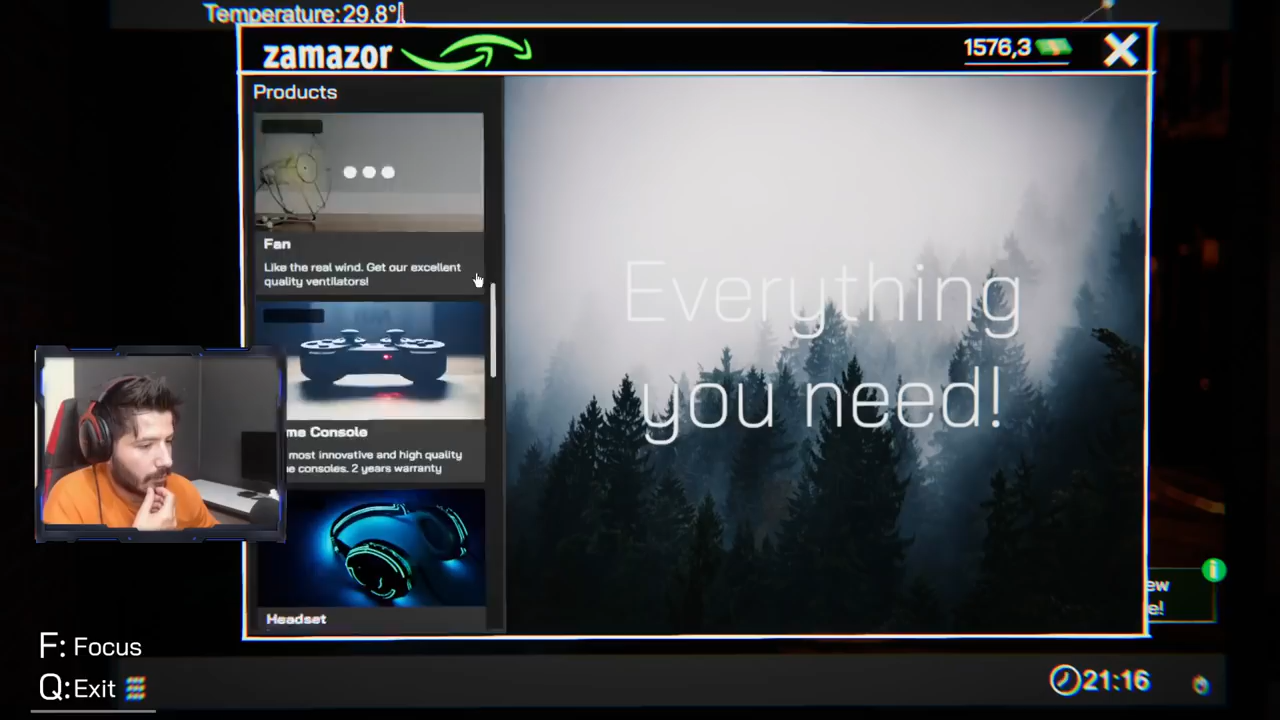 Temperature: 29,8°
zamazor
1576,3
Products
Fan
Like the real wind. Get our excellent
quality ventilators!
me Console
most innovative and high quality
e consoles. 2 years warranty
Headset
Everything
you need!
ew
e!
F: Focus
Q: Exit
21:16